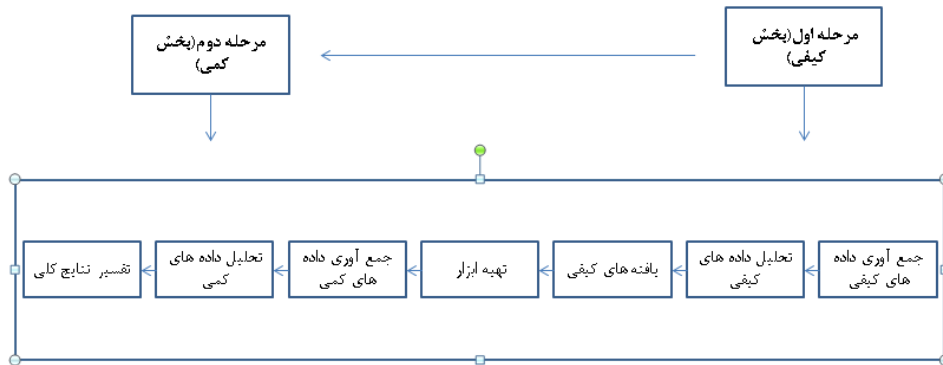 مرحله اول(بخش
کیفی)
مرحله دوم(بخش
کمی)
جمع آوری داده
های کیفی
تحلیل داده های
کیفی
یافته های کیفی
تهیه ابزار
جمع آوری داده
های کمی
تحلیل داده های
کمی
تفسیر نتایج کلی